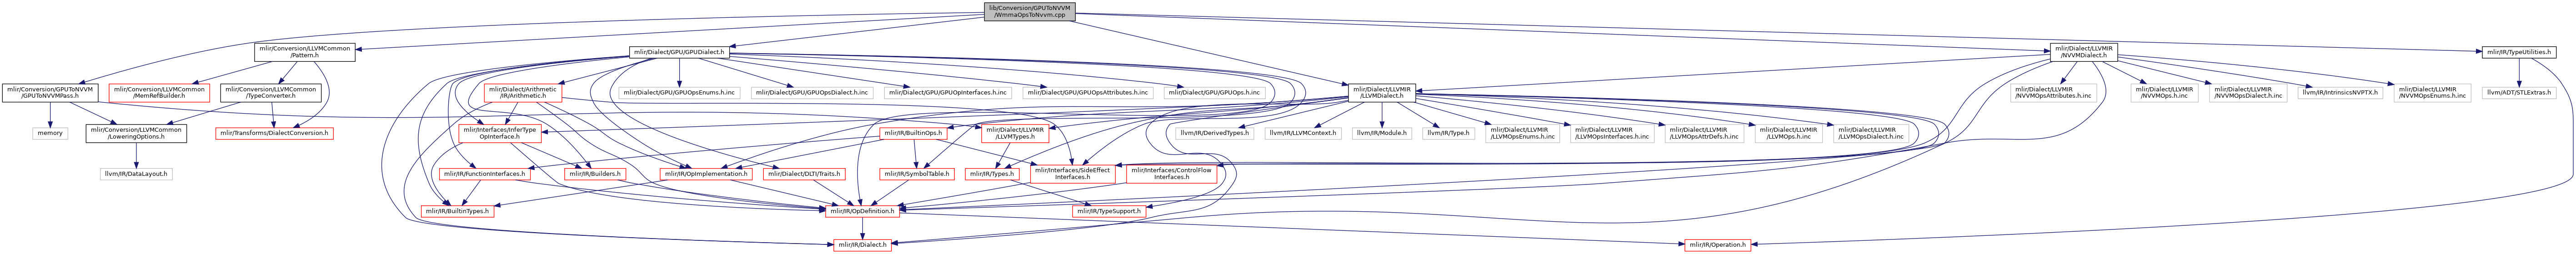 lib/Conversion/GPUToNVVM
/WmmaOpsToNvvm.cpp
mlir/Conversion/LLVMCommon
/Pattern.h
mlir/Dialect/GPU/GPUDialect.h
mlir/Dialect/LLVMIR
/NVVMDialect.h
mlir/IR/TypeUtilities.h
mlir/Conversion/GPUToNVVM
/GPUToNVVMPass.h
mlir/Conversion/LLVMCommon
/MemRefBuilder.h
mlir/Conversion/LLVMCommon
/TypeConverter.h
mlir/Dialect/Arithmetic
/IR/Arithmetic.h
mlir/Dialect/GPU/GPUOpsEnums.h.inc
mlir/Dialect/GPU/GPUOpsDialect.h.inc
mlir/Dialect/GPU/GPUOpInterfaces.h.inc
mlir/Dialect/GPU/GPUOpsAttributes.h.inc
mlir/Dialect/GPU/GPUOps.h.inc
mlir/Dialect/LLVMIR
/LLVMDialect.h
mlir/Dialect/LLVMIR
/NVVMOpsAttributes.h.inc
mlir/Dialect/LLVMIR
/NVVMOps.h.inc
mlir/Dialect/LLVMIR
/NVVMOpsDialect.h.inc
llvm/IR/IntrinsicsNVPTX.h
mlir/Dialect/LLVMIR
/NVVMOpsEnums.h.inc
llvm/ADT/STLExtras.h
memory
mlir/Conversion/LLVMCommon
/LoweringOptions.h
mlir/Transforms/DialectConversion.h
mlir/Interfaces/InferType
OpInterface.h
mlir/IR/BuiltinOps.h
mlir/Dialect/LLVMIR
/LLVMTypes.h
llvm/IR/DerivedTypes.h
llvm/IR/LLVMContext.h
llvm/IR/Module.h
llvm/IR/Type.h
mlir/Dialect/LLVMIR
/LLVMOpsEnums.h.inc
mlir/Dialect/LLVMIR
/LLVMOpsInterfaces.h.inc
mlir/Dialect/LLVMIR
/LLVMOpsAttrDefs.h.inc
mlir/Dialect/LLVMIR
/LLVMOps.h.inc
mlir/Dialect/LLVMIR
/LLVMOpsDialect.h.inc
llvm/IR/DataLayout.h
mlir/IR/FunctionInterfaces.h
mlir/IR/Builders.h
mlir/IR/OpImplementation.h
mlir/Dialect/DLTI/Traits.h
mlir/IR/SymbolTable.h
mlir/IR/Types.h
mlir/Interfaces/SideEffect
Interfaces.h
mlir/Interfaces/ControlFlow
Interfaces.h
mlir/IR/BuiltinTypes.h
mlir/IR/OpDefinition.h
mlir/IR/TypeSupport.h
mlir/IR/Dialect.h
mlir/IR/Operation.h